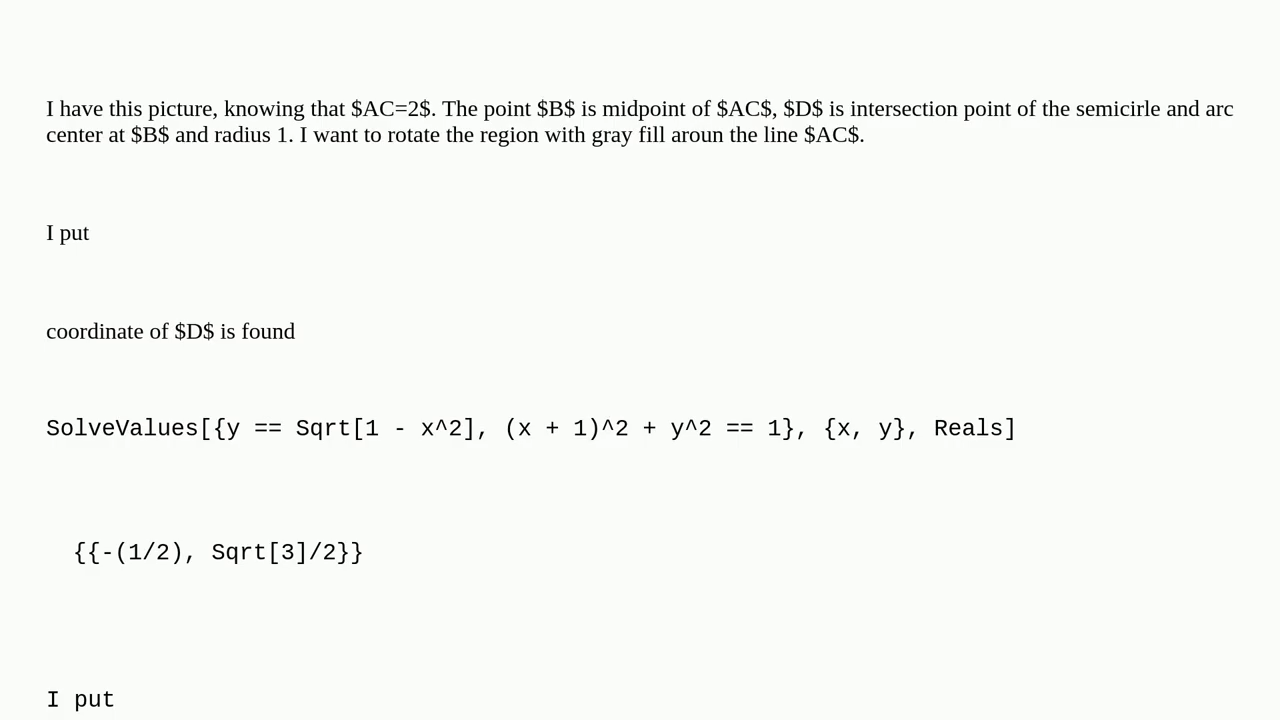 I have this picture, knowing that $AC=2$. The point $B$ is midpoint of $AC$, $D$ is intersection point of the semicirle and arc
center at $B$ and radius 1. I want to rotate the region with gray fill aroun the line $AC$.
I put
coordinate of $D$ is found
SolveValues[{y == Sqrt[1 - x^2], (x + 1)^2 + y^2 == 1}, {x, y}, Reals]
{{-(1/2), Sqrt[3]/2}}
I put